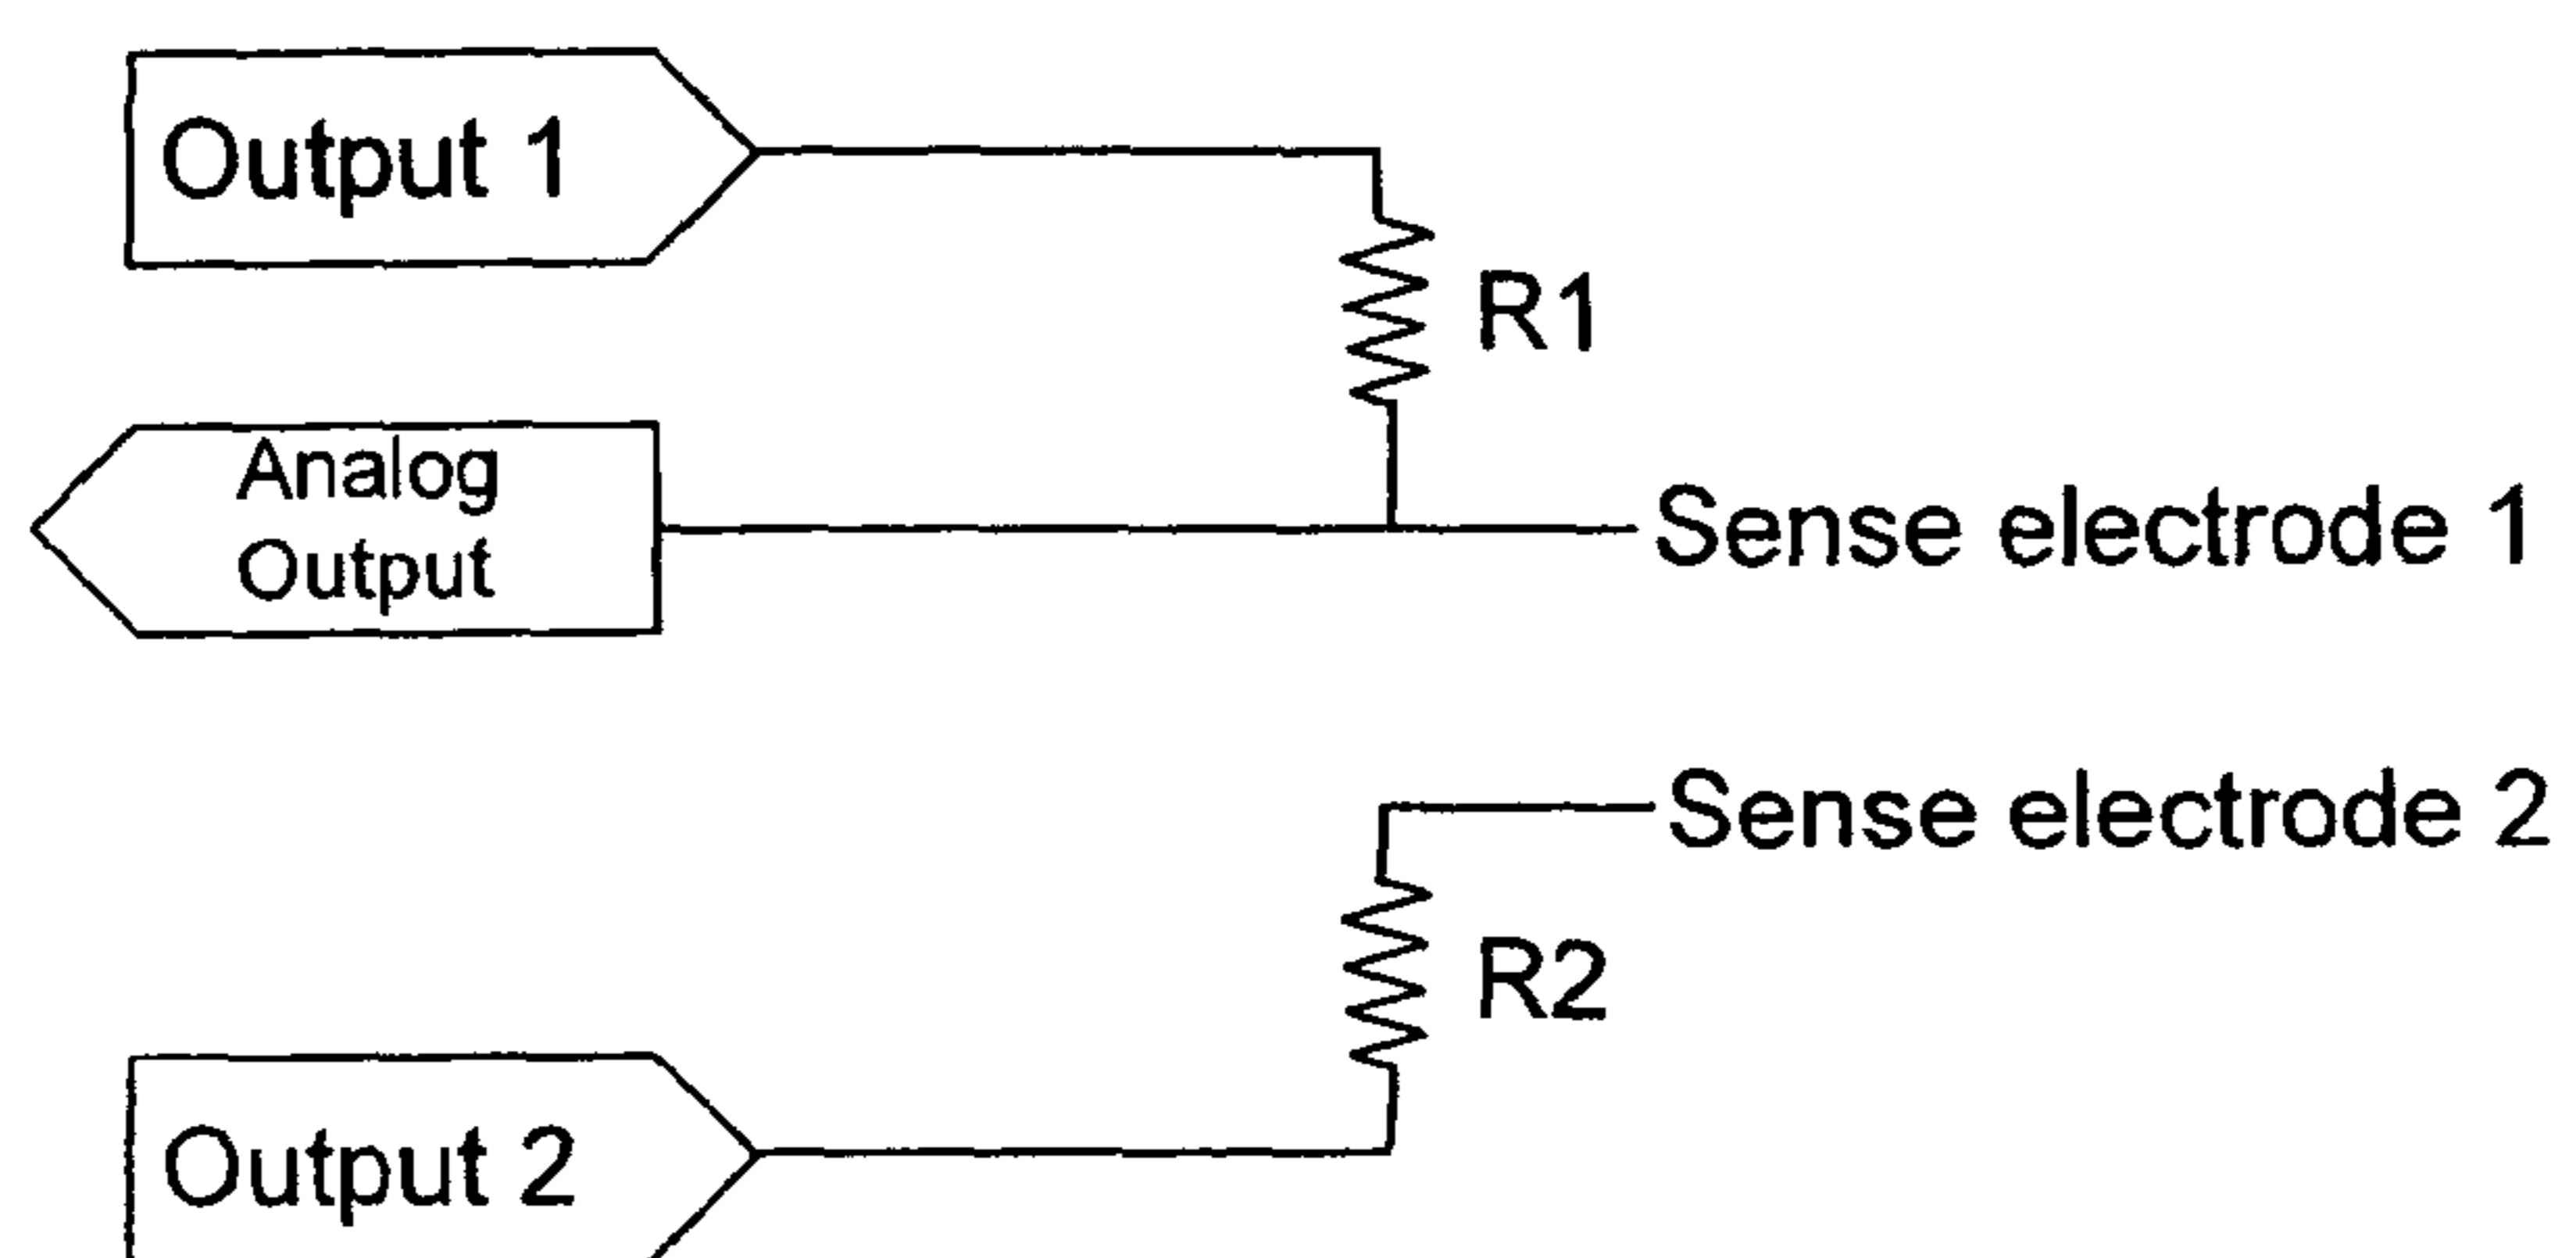 Output 1
R1
Analog
Output
Sense electrode 1
Sense electrode 2
R2
Output 2